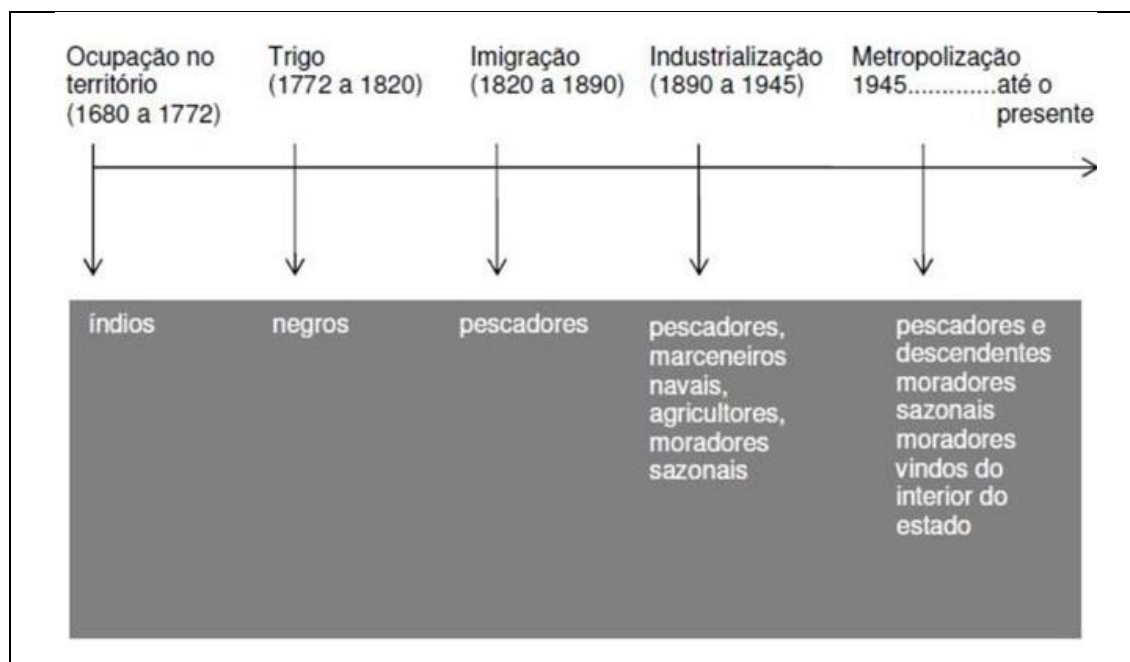 Ocupação no
território
(1680 a 1772)
Trigo
(1772 a 1820)
Imigração
(1820 a 1890)
Industrialização
(1890 a 1945)
Metropolização
1945.............até o
presente
índios
negros
pescadores
pescadores,
marceneiros
navais,
agricultores,
moradores
sazonais
pescadores e
descendentes
moradores
sazonais
moradores
vindos do
interior do
estado